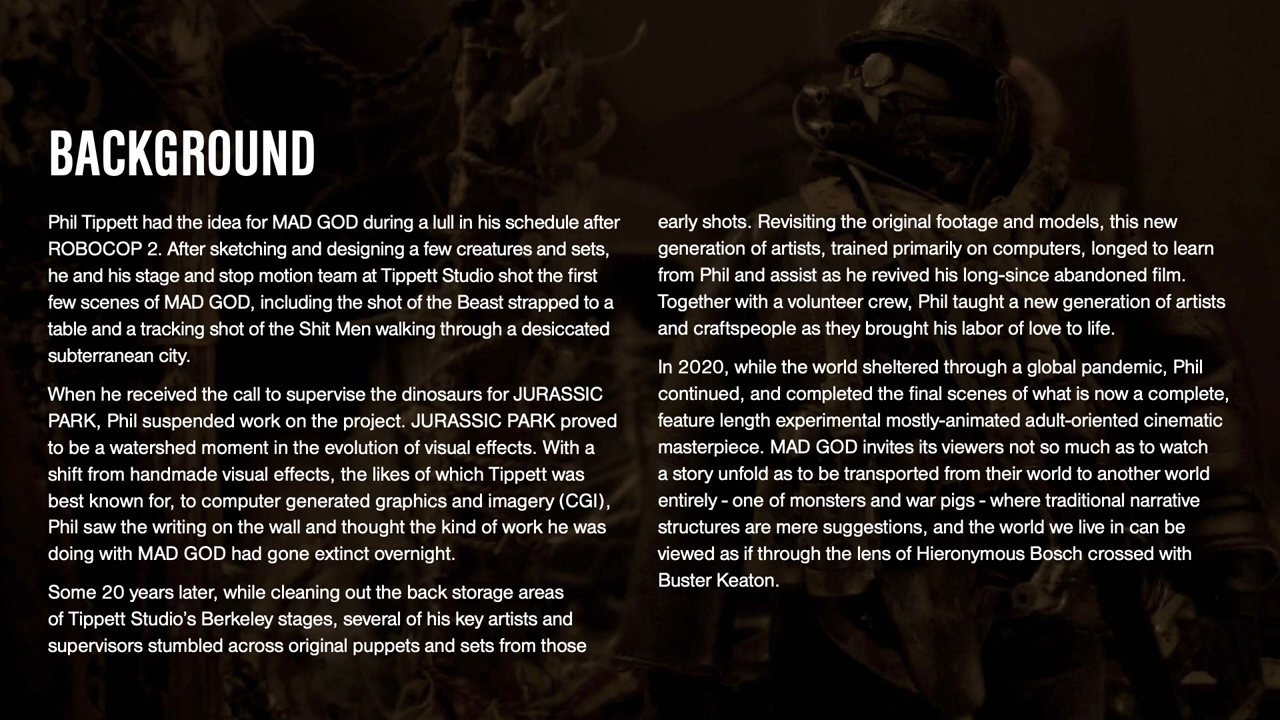 BACKGROUND
Phil Tippett had the idea for MAD GOD during a lull in his schedule after
ROBOCOP 2. After sketching and designing a few creatures and sets,
he and his stage and stop motion team at Tippett Studio shot the first
few scenes of MAD GOD, including the shot of the Beast strapped to a
table and a tracking shot of the Shit Men walking through a desiccated
subterranean city.
When he received the call to supervise the dinosaurs for JURASSIC
PARK, Phil suspended work on the project. JURASSIC PARK proved
to be a watershed moment in the evolution of visual effects. With a
shift from handmade visual effects, the likes of which Tippett was
best known for, to computer generated graphics and imagery (CGI),
Phil saw the writing on the wall and thought the kind of work he was
doing with MAD GOD had gone extinct overnight.
Some 20 years later, while cleaning out the back storage areas
of Tippett Studio’s Berkeley stages, several of his key artists and
supervisors stumbled across original puppets and sets from those
early shots. Revisiting the original footage and models, this new
generation of artists, trained primarily on computers, longed to learn
from Phil and assist as he revived his long-since abandoned film.
Together with a volunteer crew, Phil taught a new generation of artists
and craftspeople as they brought his labor of love to life.
In 2020, while the world sheltered through a global pandemic, Phil
continued, and completed the final scenes of what is now a complete,
feature length experimental mostly-animated adult-oriented cinematic
masterpiece. MAD GOD invites its viewers not so much as to watch
a story unfold as to be transported from their world to another world
entirely - one of monsters and war pigs - where traditional narrative
structures are mere suggestions, and the world we live in can be
viewed as if through the lens of Hieronymous Bosch crossed with
Buster Keaton.